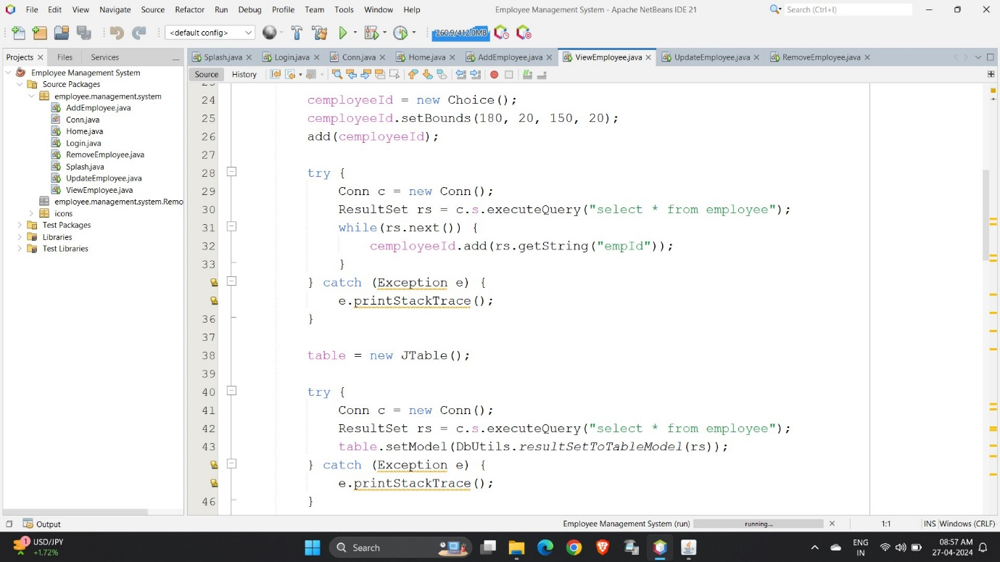 File Edit View Navigate Source Refactor Run Debug Profile Team Tools Window Help Employee Management System - Apache NetBeans IDE 21 Search (Ctrl+I)
<default config> 260.9/412.0MB
Projects Files Services
Splash.java Login.java Conn.java Home.java AddEmployee.java ViewEmployee.java UpdateEmployee.java RemoveEmployee.java
Source History
Employee Management System
Source Packages
employee.management.system
AddEmployee.java
Conn.java
Home.java
Login.java
RemoveEmployee.java
Splash.java
UpdateEmployee.java
ViewEmployee.java
employee.management.system.Remo
icons
Test Packages
Libraries
Test Libraries
24 cemployeeId = new Choice();
25 cemployeeId.setBounds(180, 20, 150, 20);
26 add(cemployeeId);
27
28 try {
29 Conn c = new Conn();
30 ResultSet rs = c.s.executeQuery("select * from employee");
31 while(rs.next()) {
32 cemployeeId.add(rs.getString("empId"));
33 }
} catch (Exception e) {
e.printStackTrace();
36 }
37
38 table = new JTable();
39
40 try {
41 Conn c = new Conn();
42 ResultSet rs = c.s.executeQuery("select * from employee");
43 table.setModel(DbUtils.resultSetToTableModel(rs));
} catch (Exception e) {
e.printStackTrace();
46 }
Output Employee Management System (run) running... 1:1 INS Windows (CRLF)
1 USD/JPY
+1.72%
Search
ENG
IN
08:57 AM
27-04-2024